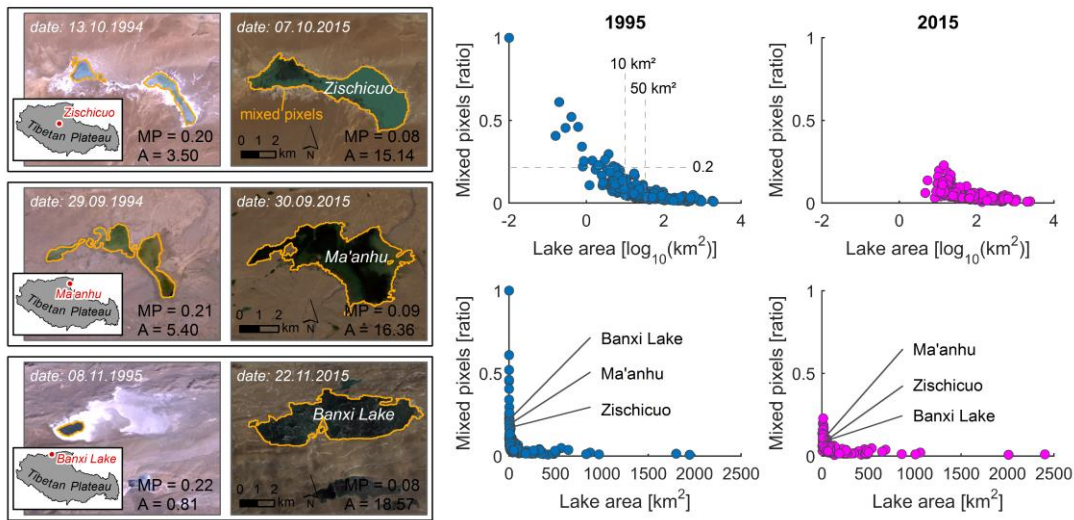 date: 13.10.1994
Zischicuo
Tibetan Plateau
MP = 0.20
A = 3.50
date: 07.10.2015
Zischicuo
mixed pixels
0 1 2
km
N
MP = 0.08
A = 15.14
date: 29.09.1994
Ma'anhu
Tibetan Plateau
MP = 0.21
A = 5.40
date: 30.09.2015
Ma'anhu
0 1 2
km
N
MP = 0.09
A = 16.36
date: 08.11.1995
Banxi Lake
Tibetan Plateau
MP = 0.22
A = 0.81
date: 22.11.2015
Banxi Lake
0 1 2
km
N
MP = 0.08
A = 18.57
1995
Mixed pixels [ratio]
1
0.5
0
10 km²
50 km²
0.2
-2 0 2 4
Lake area [log₁₀(km²)]
2015
Mixed pixels [ratio]
1
0.5
0
-2 0 2 4
Lake area [log₁₀(km²)]
Mixed pixels [ratio]
1
0.5
0
Banxi Lake
Ma'anhu
Zischicuo
0 500 1000 1500 2000 2500
Lake area [km²]
Mixed pixels [ratio]
1
0.5
0
Ma'anhu
Zischicuo
Banxi Lake
0 500 1000 1500 2000 2500
Lake area [km²]